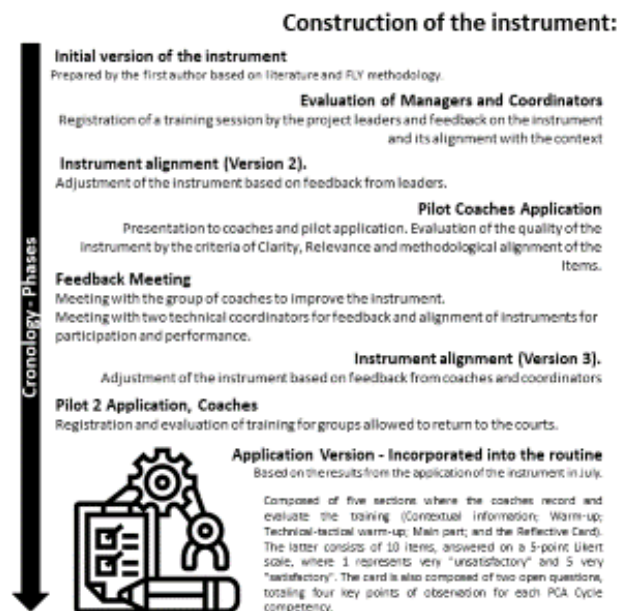 Construction of the instrument:
Initial version of the instrument
Prepared by the first author based on literature and FLY methodology.
Evaluation of Managers and Coordinators
Registration of a training session by the project leaders and feedback on the instrument
and its alignment with the context
Instrument alignment (Version 2).
Adjustment of the instrument based on feedback from leaders.
Pilot Coaches Application
Presentation to coaches and pilot application. Evaluation of the quality of the
instrument by the criteria of Clarity, Relevance and methodological alignment of the
Items.
Feedback Meeting
Meeting with the group of coaches to improve the instrument.
Meeting with two technical coordinators for feedback and alignment of instruments for
participation and performance.
Instrument alignment (Version 3).
Adjustment of the instrument based on feedback from coaches and coordinators
Pilot 2 Application, Coaches
Registration and evaluation of training for groups allowed to return to the courts.
Application Version - Incorporated into the routine
Based on the results from the application of the instrument in July.
Composed of five sections where the coaches record and
evaluate the training (Contextual information; Warm-up;
Technical-tactical warm-up; Main part; and the Reflective Card).
The latter consists of 10 items, answered on a 5-point Likert
scale, where 1 represents very "unsatisfactory" and 5 very
"satisfactory". The card is also composed of two open questions,
totaling four key points of observation for each PCA Cycle
competency.
Cronology - Phases